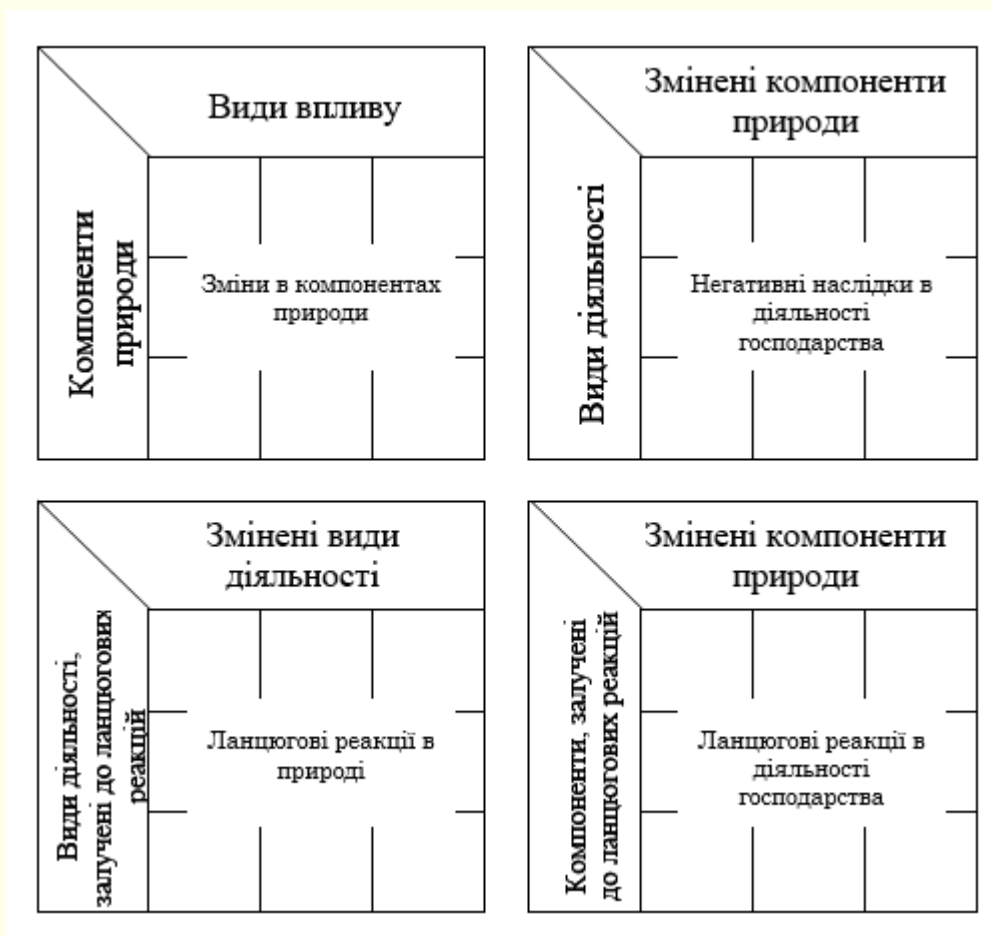 Види впливу
Компоненти
природи
Зміни в компонентах
природи
Змінені компоненти
природи
Види діяльності
Негативні наслідки в
діяльності
господарства
Змінені види
діяльності
Види діяльності,
залучені до ланцюгових
реакцій
Ланцюгові реакції в
природі
Змінені компоненти
природи
Компоненти, залучені
до ланцюгових реакцій
Ланцюгові реакції в
діяльності
господарства